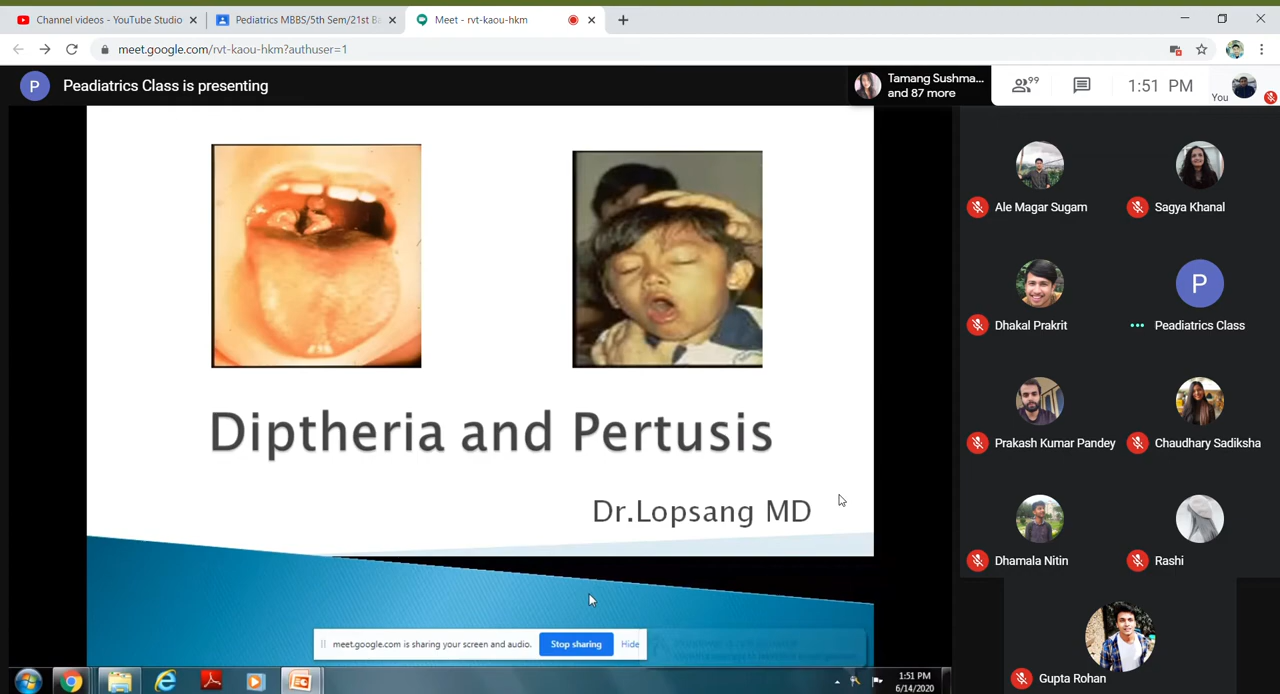 Channel videos - YouTube Studio
Pediatrics MBBS/5th Sem/21st Ba
Meet - rvt-kaou-hkm
meet.google.com/rvt-kaou-hkm?authuser=1
P
Peadiatrics Class is presenting
Tamang Sushma...
and 87 more
99
1:51 PM
You
Diptheria and Pertusis
Dr.Lopsang MD
meet.google.com is sharing your screen and audio.
Stop sharing
Hide
1:51 PM
6/14/2020
Ale Magar Sugam
Sagya Khanal
Dhakal Prakrit
P
Peadiatrics Class
Prakash Kumar Pandey
Chaudhary Sadiksha
Dhamala Nitin
Rashi
Gupta Rohan